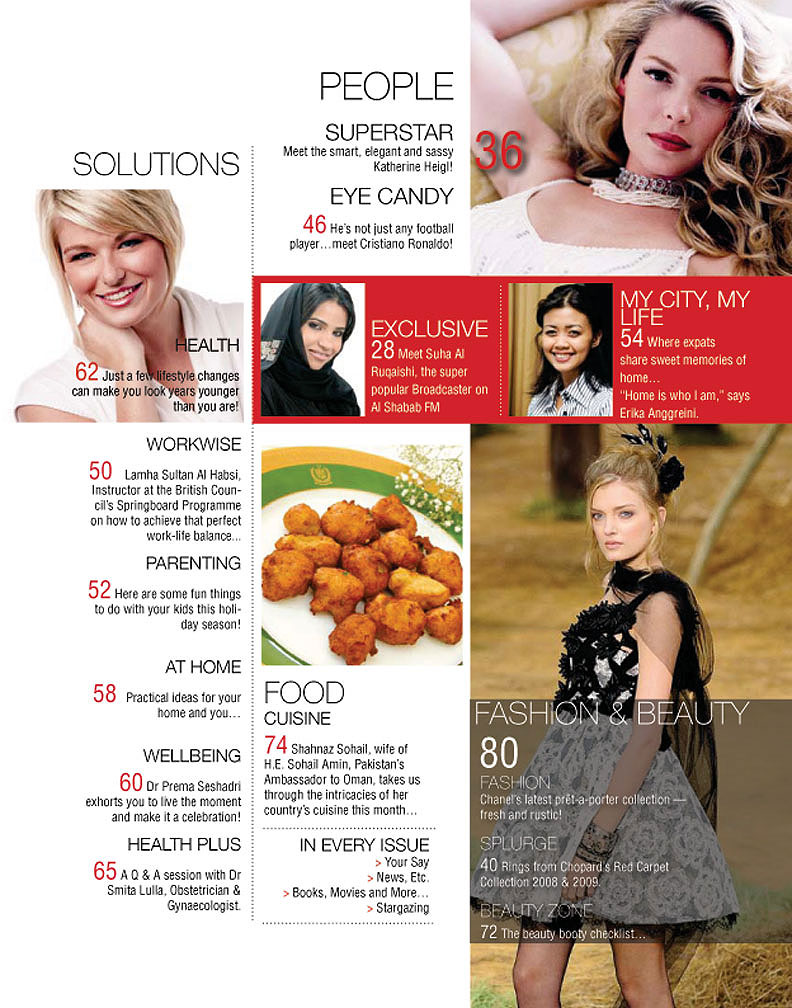 SOLUTIONS
HEALTH
62 Just a few lifestyle changes
can make you look years younger
than you are!
WORKWISE
50 Lamha Sultan Al Habsi,
Instructor at the British Coun-
cil's Springboard Programme
on how to achieve that perfect
work-life balance...
PARENTING
52 Here are some fun things
to do with your kids this holi-
day season!
AT HOME
58 Practical ideas for your
home and you…
WELLBEING
60 Dr Prema Seshadri
exhorts you to live the moment
and make it a celebration!
HEALTH PLUS
65 A Q & A session with Dr
Smita Lulla, Obstetrician &
Gynaecologist.
PEOPLE
SUPERSTAR
Meet the smart, elegant and sassy
Katherine Heigl!
36
EYE CANDY
46 He's not just any football
player…meet Cristiano Ronaldo!
EXCLUSIVE
28 Meet Suha Al
Ruqaishi, the super
popular Broadcaster on
Al Shabab FM
MY CITY, MY
LIFE
54 Where expats
share sweet memories of
home…
"Home is who I am," says
Erika Anggreini.
FOOD
CUISINE
74 Shahnaz Sohail, wife of
H.E. Sohail Amin, Pakistan's
Ambassador to Oman, takes us
through the intricacies of her
country's cuisine this month…
IN EVERY ISSUE
> Your Say
> News, Etc.
> Books, Movies and More…
> Stargazing
FASHION & BEAUTY
80
FASHION
Chanel's latest prêt-a-porter collection —
fresh and rustic!
SPLURGE
40 Rings from Chopard's Red Carpet
Collection 2008 & 2009.
BEAUTY ZONE
72 The beauty booty checklist…